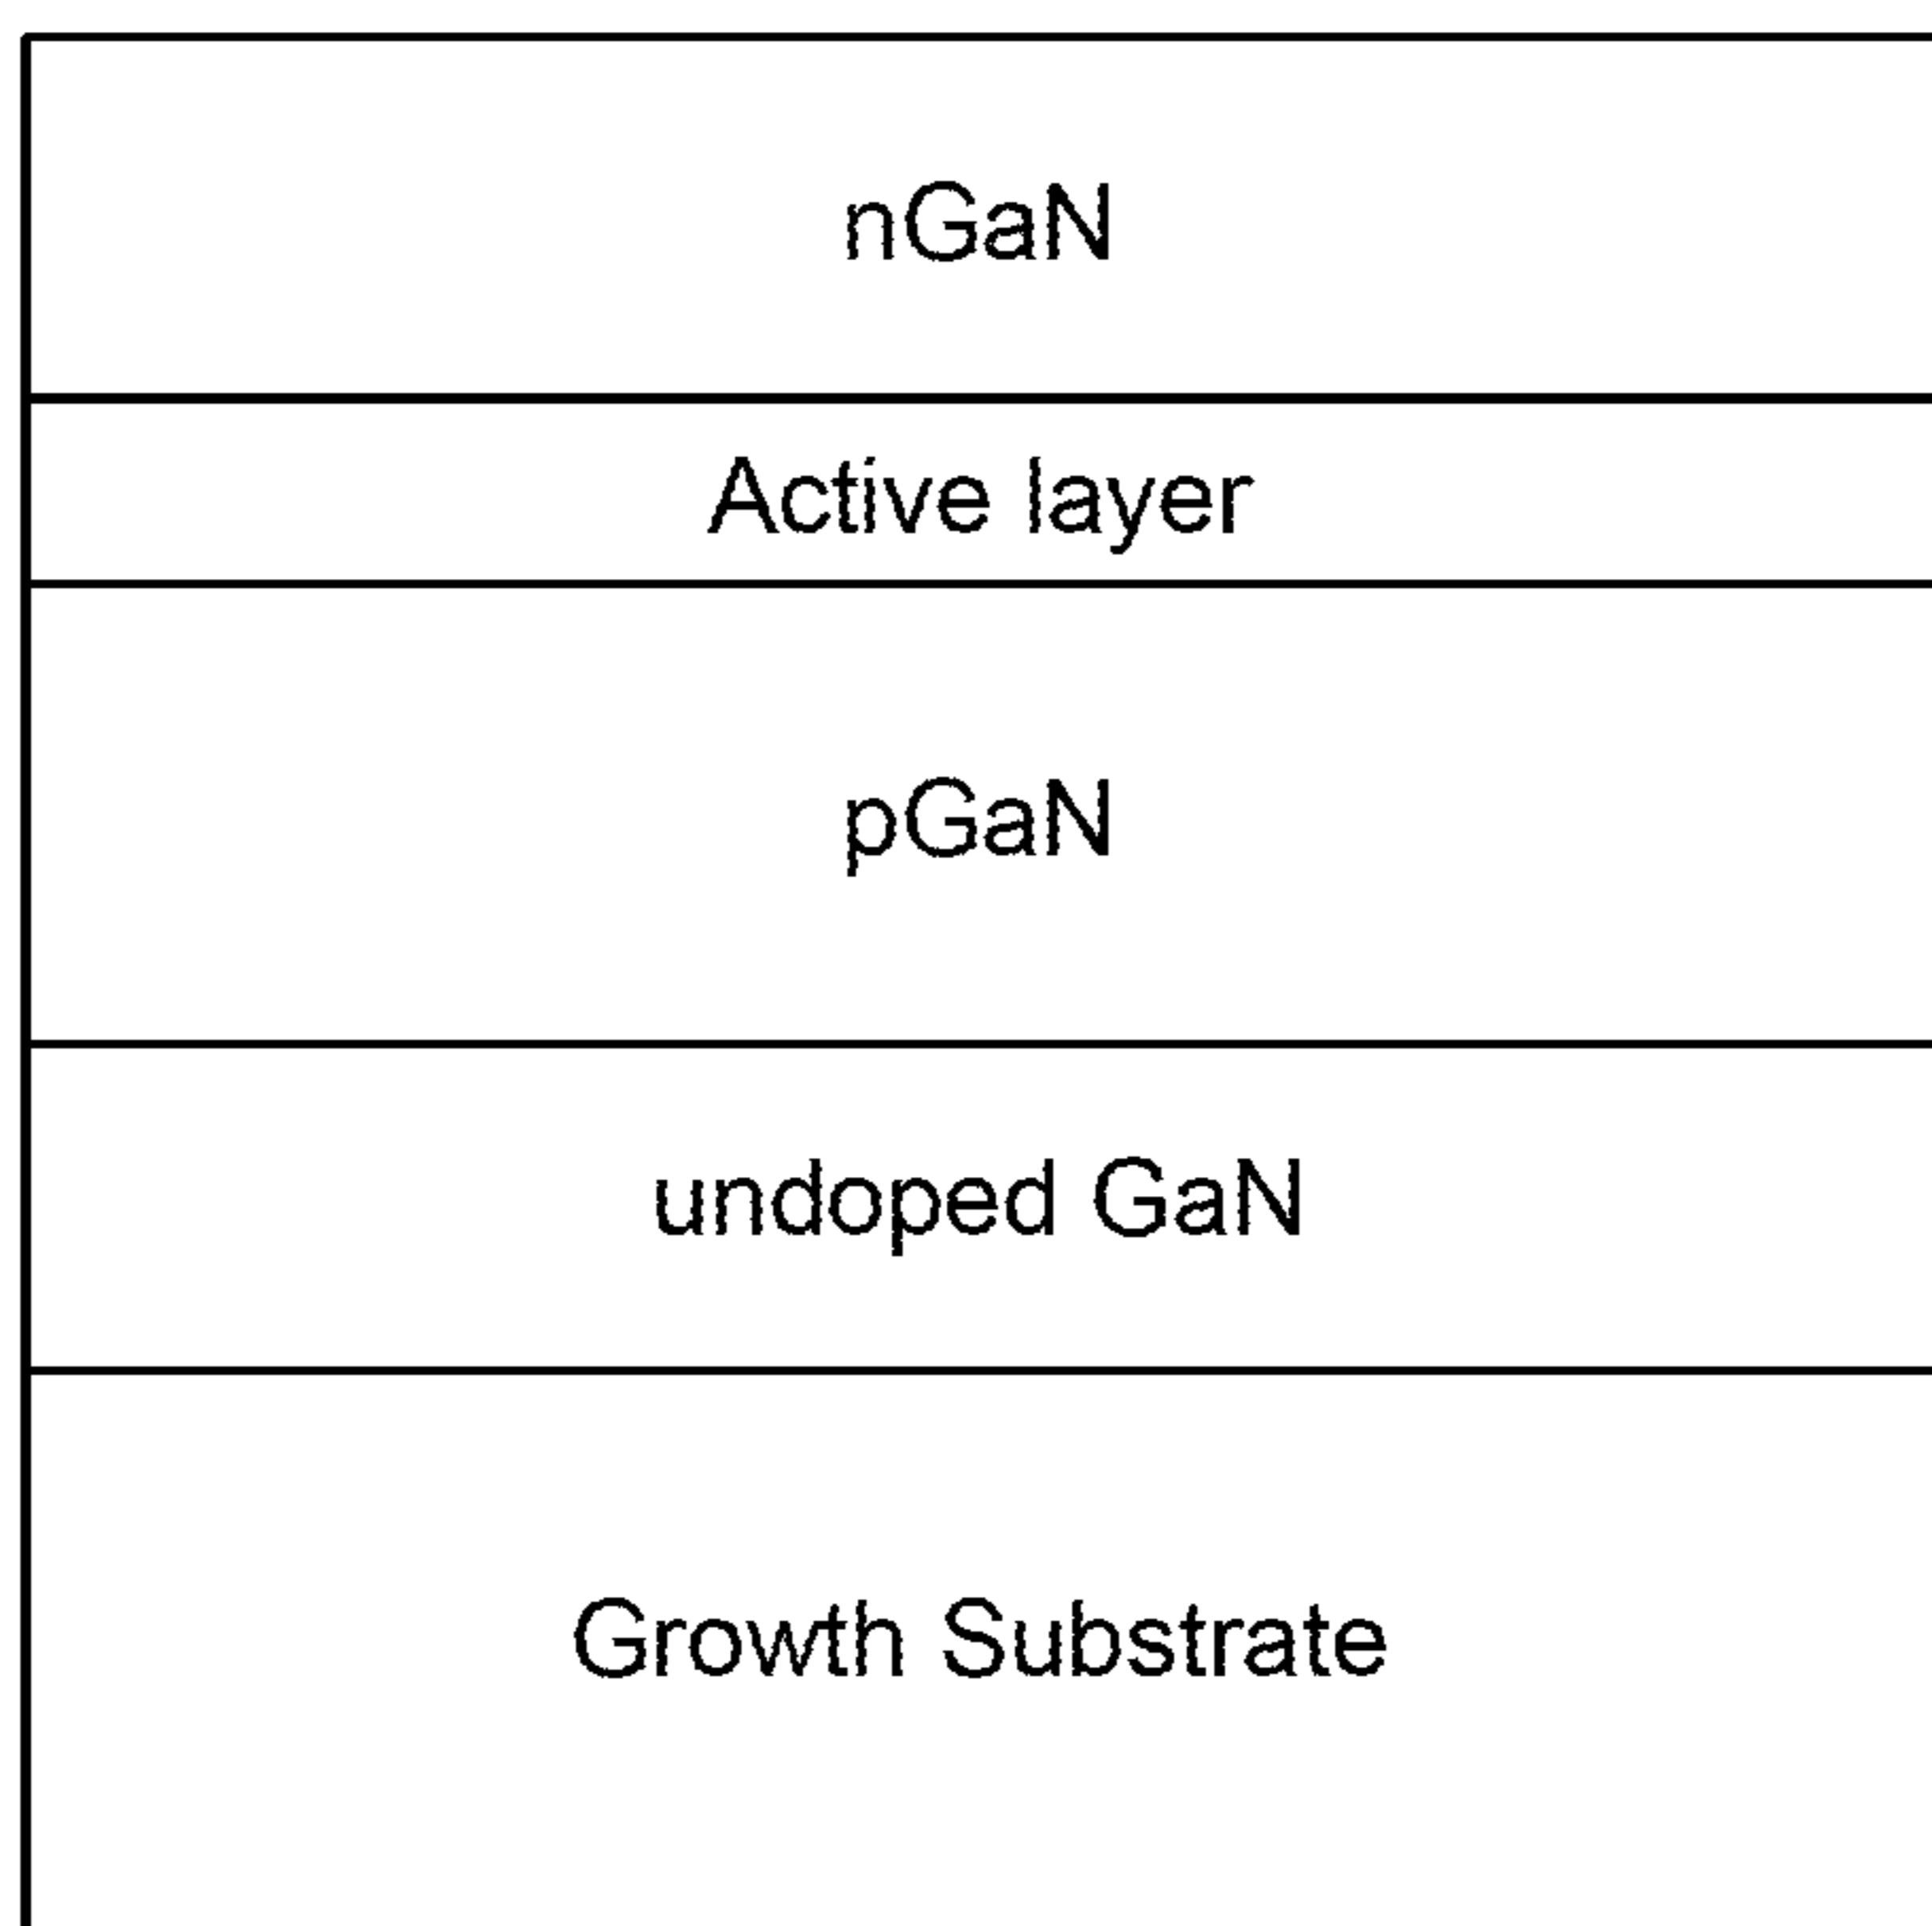 nGaN
Active layer
pGaN
undoped GaN
Growth Substrate